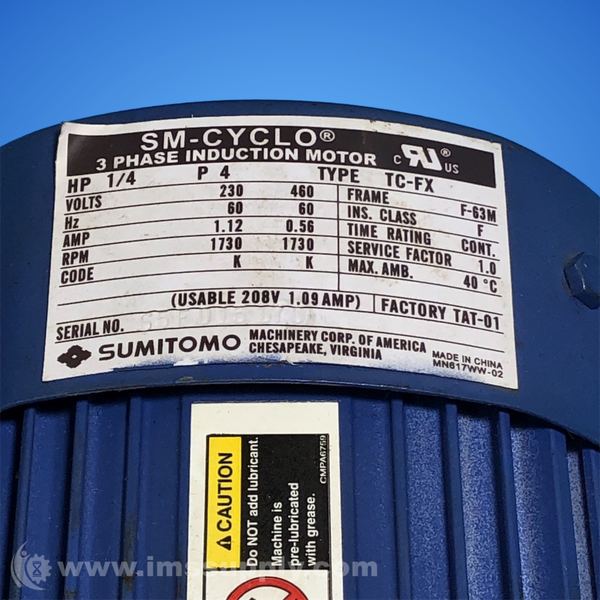 SM-CYCLO®
3 PHASE INDUCTION MOTOR
c RU US
HP 1/4 P 4 TYPE TC-FX
VOLTS 230 460 FRAME F-63M
Hz 60 60 INS. CLASS F
AMP 1.12 0.56 TIME RATING CONT.
RPM 1730 1730 SERVICE FACTOR 1.0
CODE K K MAX. AMB. 40 °C
(USABLE 208V 1.09 AMP) FACTORY TAT-01
SERIAL NO.
SUMITOMO MACHINERY CORP. OF AMERICA
CHESAPEAKE, VIRGINIA
MADE IN CHINA
MN617WW-02
CAUTION
Do NOT add lubricant.
Machine is
pre-lubricated
with grease.
CMPA6759
www.imssupply.com